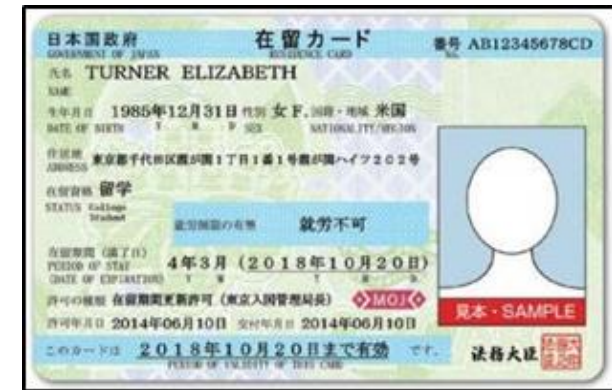 日本国政府 在留カード 番号 AB12345678CD
GOVERNMENT OF JAPAN RESIDENCE CARD No.
氏名 TURNER ELIZABETH
NAME
生年月日 1985年12月31日 性別 女 F. 国籍・地域 米国
DATE OF BIRTH Y M D SEX NATIONALITY/REGION
住居地 東京都千代田区霞が関1丁目1番1号霞が関ハイツ202号
ADDRESS
在留資格 留学
STATUS College
Student
就労制限の有無 就労不可
在留期間(満了日) 4年3月(2018年10月20日)
PERIOD OF STAY
(DATE OF EXPIRATION) Y M Y M D
許可の種類 在留期間更新許可(東京入国管理局長) MOJ
見本・SAMPLE
許可年月日 2014年06月10日 交付年月日 2014年06月10日
このカードは 2018年10月20日まで有効 です。 法務大臣
PERIOD OF VALIDITY OF THIS CARD